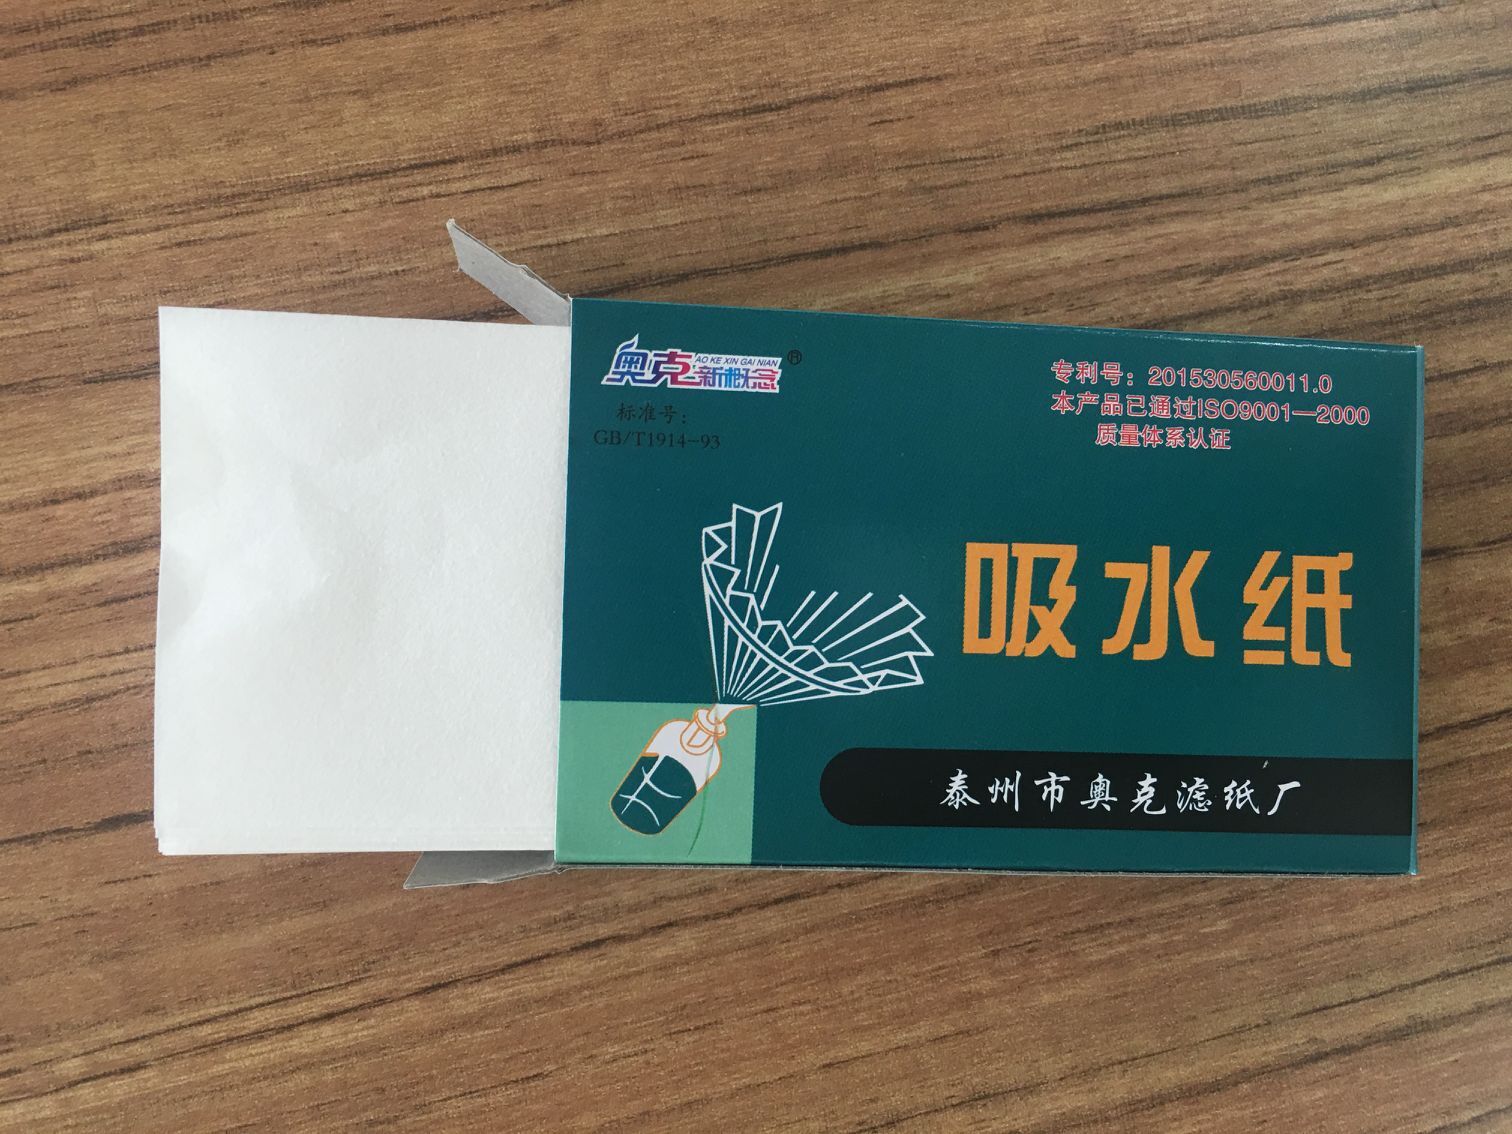 奥克新概念
AO KE XIN GAI NIAN
®
标准号：
GB/T1914-93
专利号：201530560011.0
本产品已通过ISO9001—2000
质量体系认证
吸水纸
泰州市奥克滤纸厂